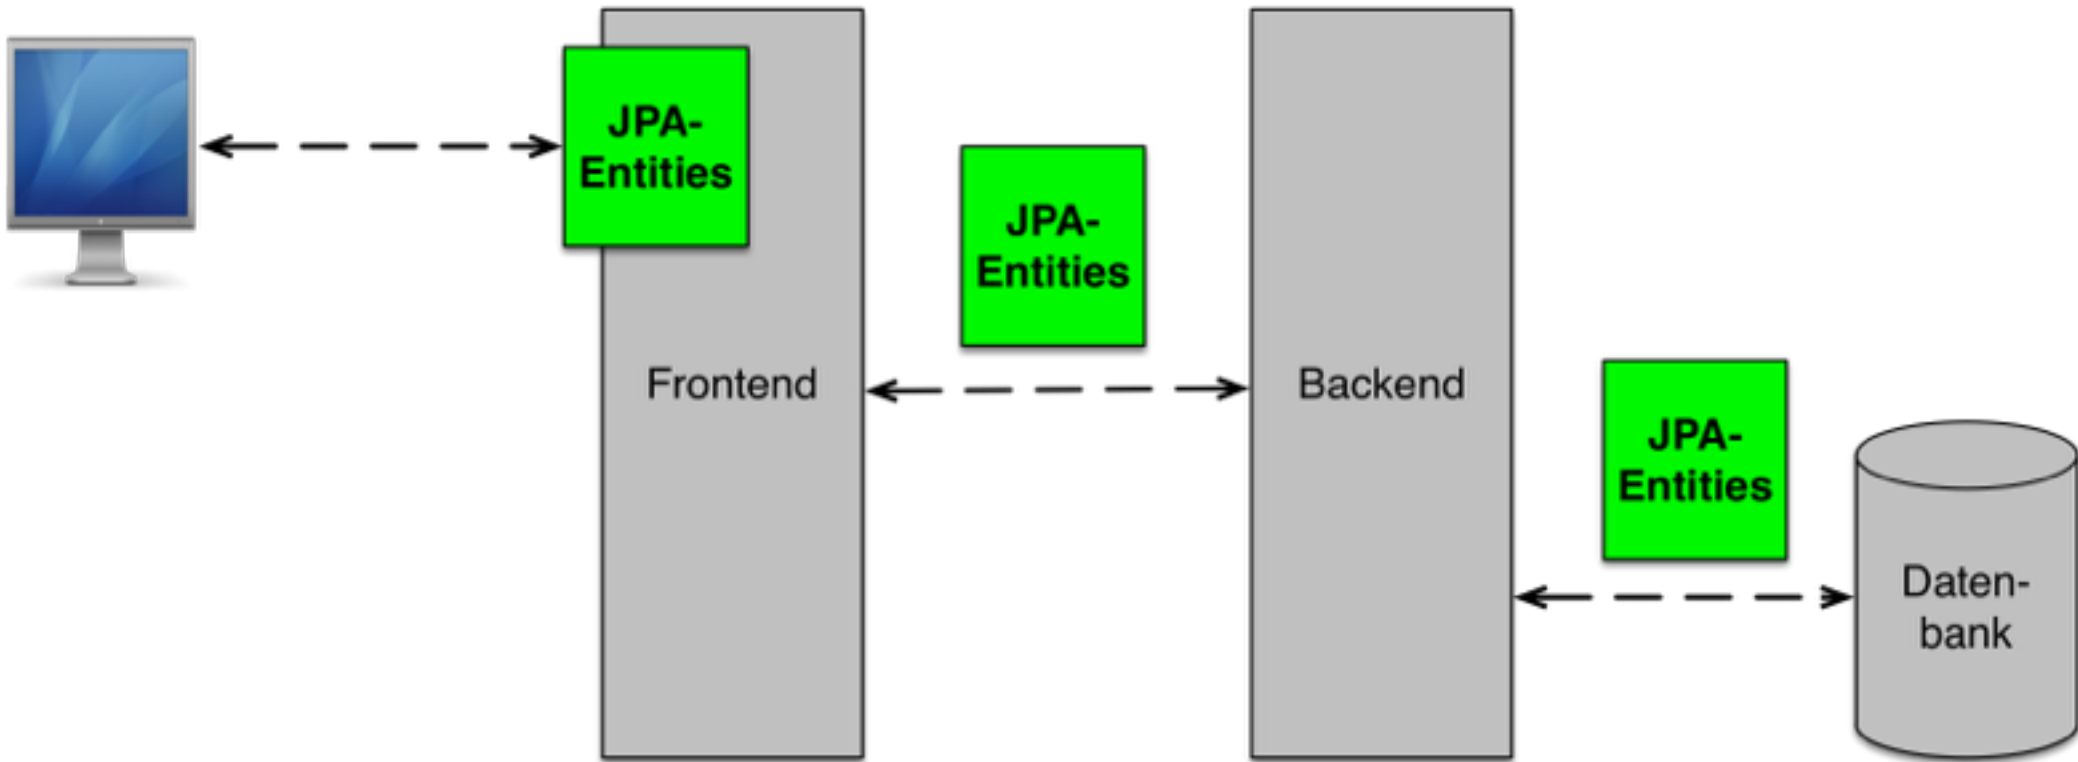 JPA-
Entities
Frontend
JPA-
Entities
Backend
JPA-
Entities
Daten-
bank